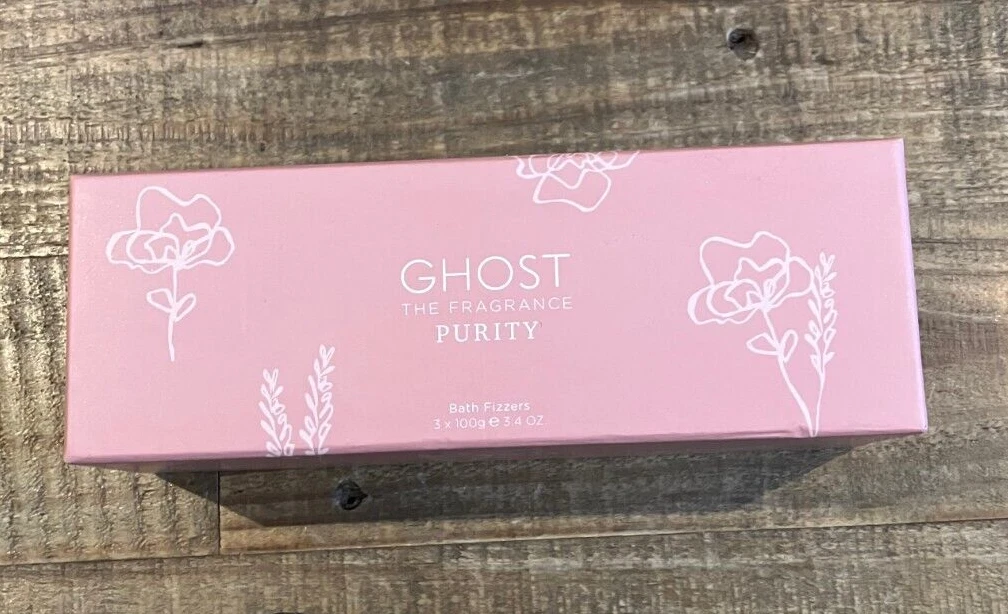 GHOST
THE FRAGRANCE
PURITY
Bath Fizzers
3 x 100g ℮ 3.4 OZ.